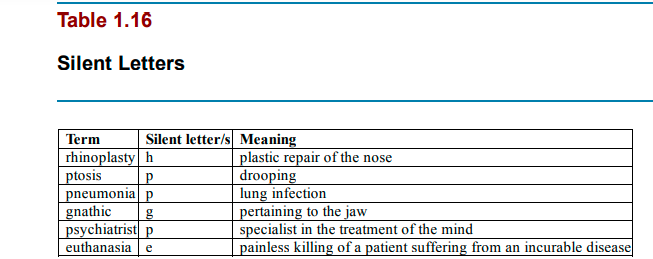 Table 1.16
Silent Letters
Term Silent letter/s Meaning
rhinoplasty h plastic repair of the nose
ptosis p drooping
pneumonia p lung infection
gnathic g pertaining to the jaw
psychiatrist p specialist in the treatment of the mind
euthanasia e painless killing of a patient suffering from an incurable disease